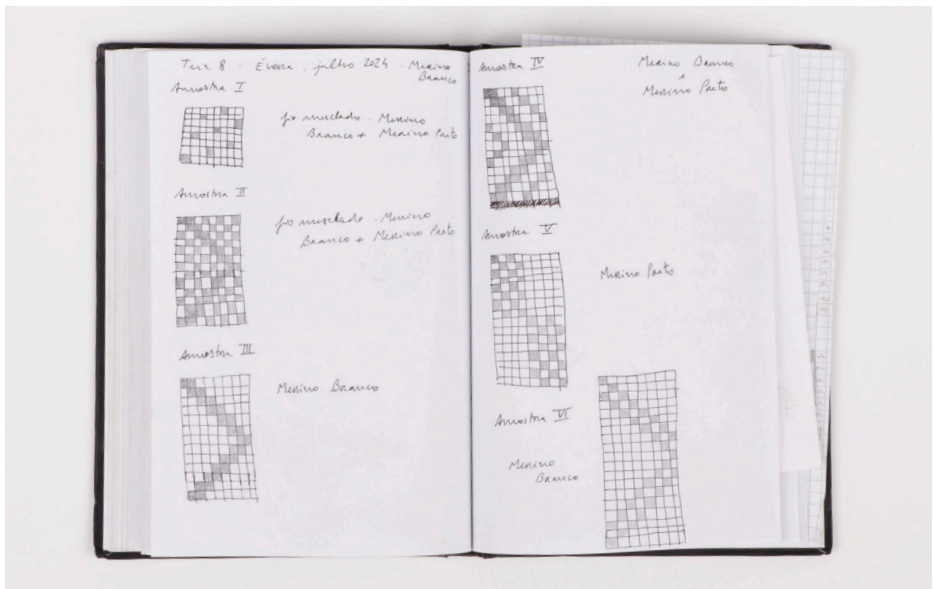 Teia 8 - Évora, julho 2024 - Merino
Branco
Amostra I
fio mesclado - Merino
Branco + Merino Preto
Amostra II
fio mesclado - Merino
Branco + Merino Preto
Amostra III
Merino Branco
Amostra IV
Merino Branco
e
Merino Preto
Amostra V
Merino Preto
Amostra VI
Merino
Branco